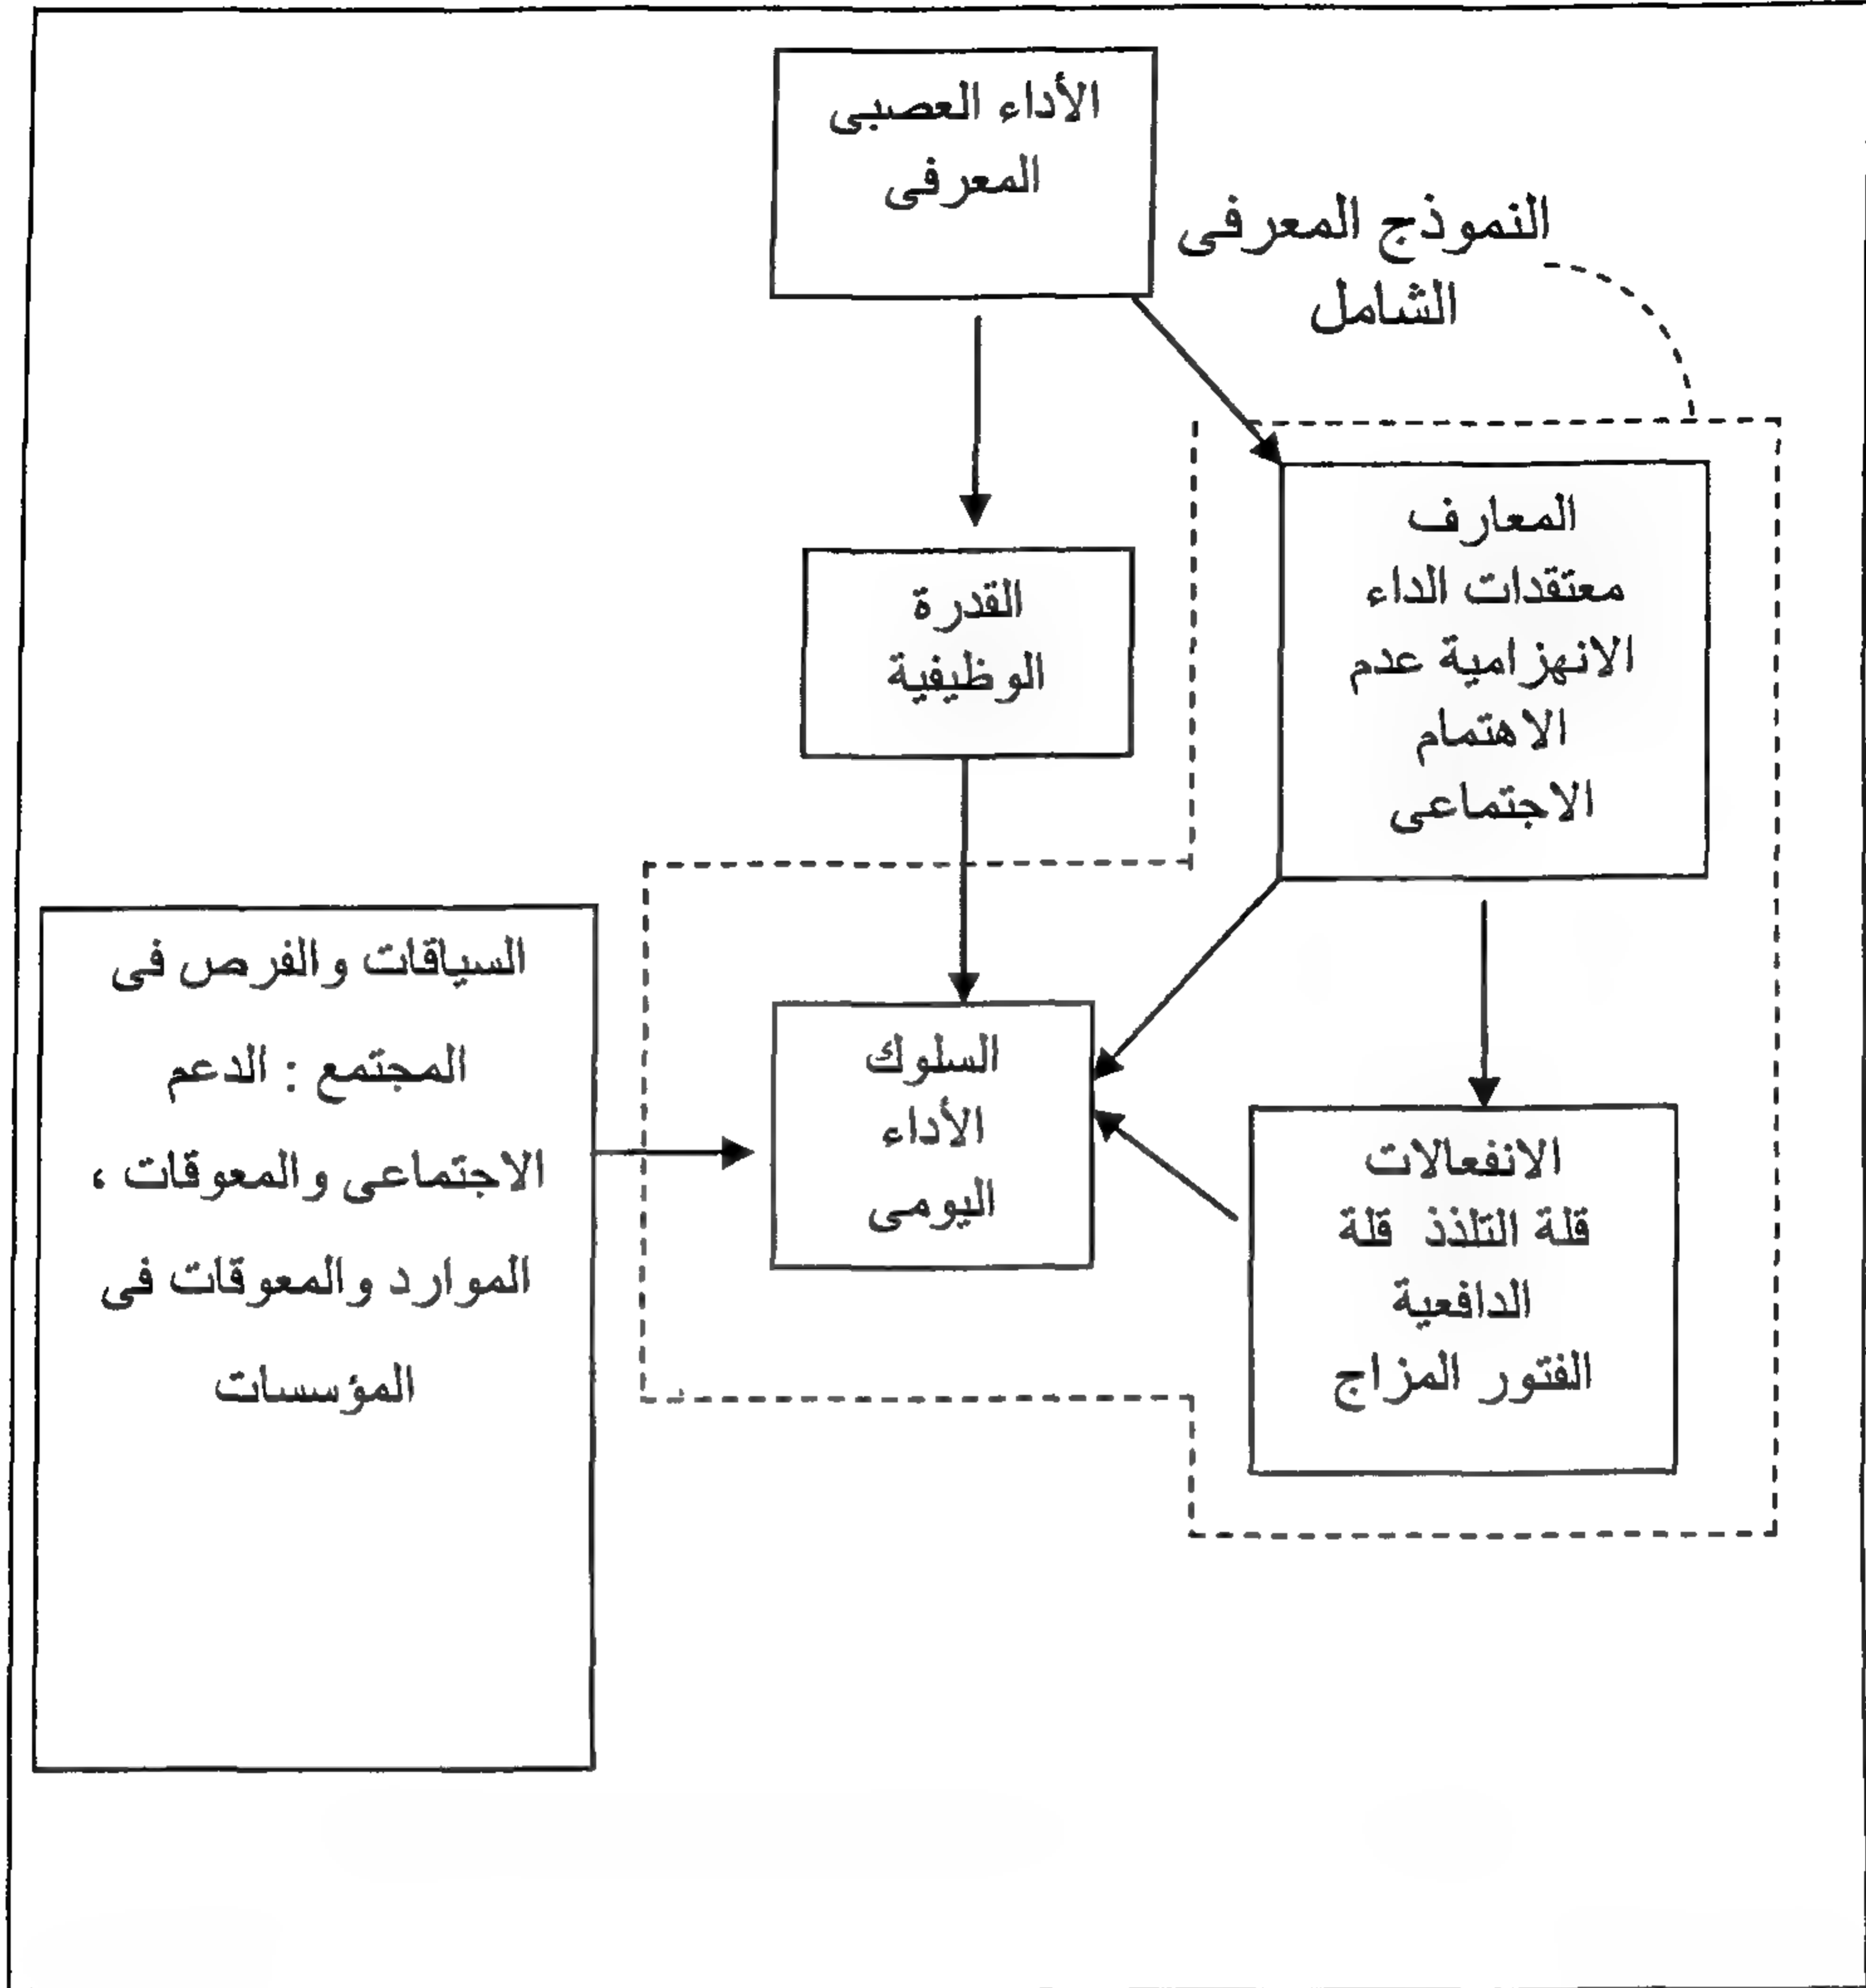 الأداء العصبى
المعرفى
النموذج المعرفى
الشامل
المعارف
معتقدات الداء
الانهزامية عدم
الاهتمام
الاجتماعى
القدرة
الوظيفية
السلوك
الأداء
اليومى
الانفعالات
قلة التلذذ قلة
الدافعية
الفتور المزاج
السياقات والفرص فى
المجتمع : الدعم
الاجتماعى والمعوقات ،
الموارد والمعوقات فى
المؤسسات